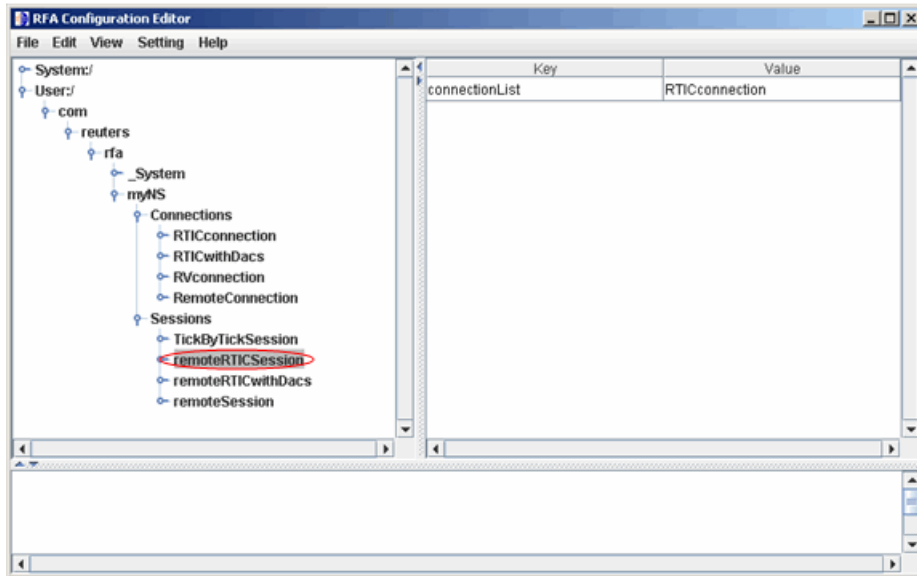 RFA Configuration Editor
File Edit View Setting Help
System:/
User:/
com
reuters
rfa
_System
myNS
Connections
RTICconnection
RTICwithDacs
RVconnection
RemoteConnection
Sessions
TickByTickSession
remoteRTICSession
remoteRTICwithDacs
remoteSession
Key Value
connectionList RTICconnection